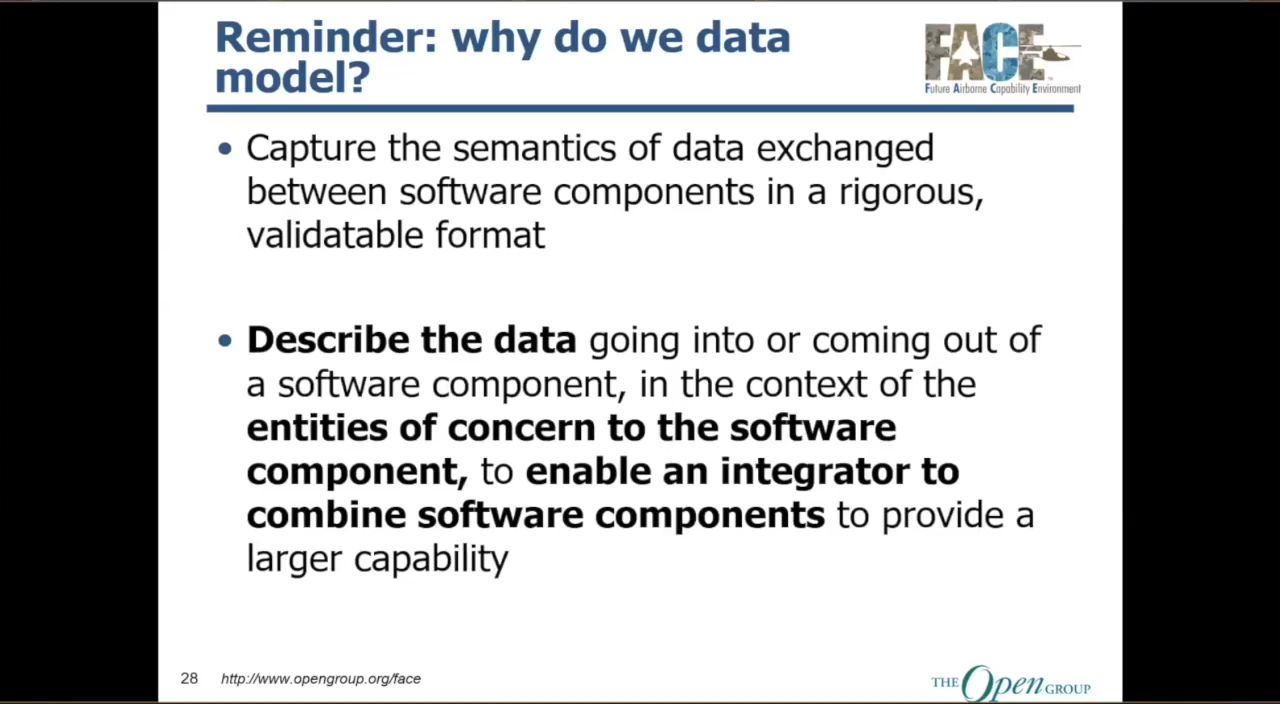 Reminder: why do we data
model?
FACE
Future Airborne Capability Environment
• Capture the semantics of data exchanged
between software components in a rigorous,
validatable format
• Describe the data going into or coming out of
a software component, in the context of the
entities of concern to the software
component, to enable an integrator to
combine software components to provide a
larger capability
28 http://www.opengroup.org/face
THE Open GROUP